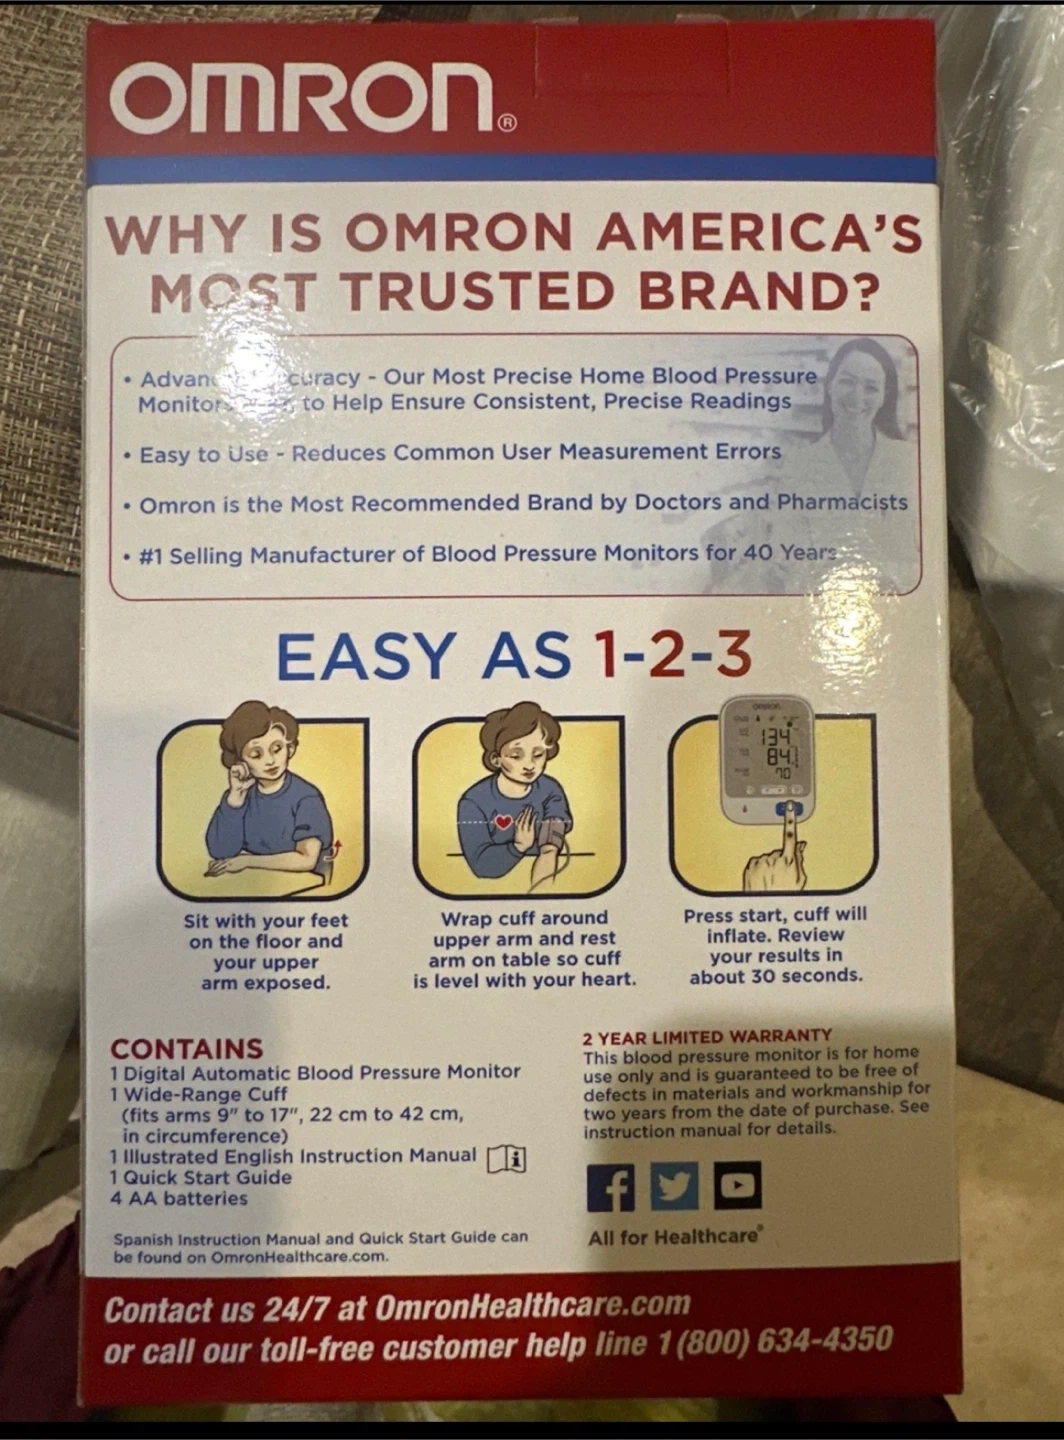 OMRON®
WHY IS OMRON AMERICA'S
MOST TRUSTED BRAND?
• Advan curacy - Our Most Precise Home Blood Pressure
Monitor to Help Ensure Consistent, Precise Readings
• Easy to Use - Reduces Common User Measurement Errors
• Omron is the Most Recommended Brand by Doctors and Pharmacists
• #1 Selling Manufacturer of Blood Pressure Monitors for 40 Years
EASY AS 1-2-3
OMRON
134
84
70
Sit with your feet
on the floor and
your upper
arm exposed.
Wrap cuff around
upper arm and rest
arm on table so cuff
is level with your heart.
Press start, cuff will
inflate. Review
your results in
about 30 seconds.
CONTAINS
1 Digital Automatic Blood Pressure Monitor
1 Wide-Range Cuff
(fits arms 9" to 17", 22 cm to 42 cm,
in circumference)
1 Illustrated English Instruction Manual
1 Quick Start Guide
4 AA batteries
Spanish Instruction Manual and Quick Start Guide can
be found on OmronHealthcare.com.
2 YEAR LIMITED WARRANTY
This blood pressure monitor is for home
use only and is guaranteed to be free of
defects in materials and workmanship for
two years from the date of purchase. See
instruction manual for details.
All for Healthcare®
Contact us 24/7 at OmronHealthcare.com
or call our toll-free customer help line 1 (800) 634-4350